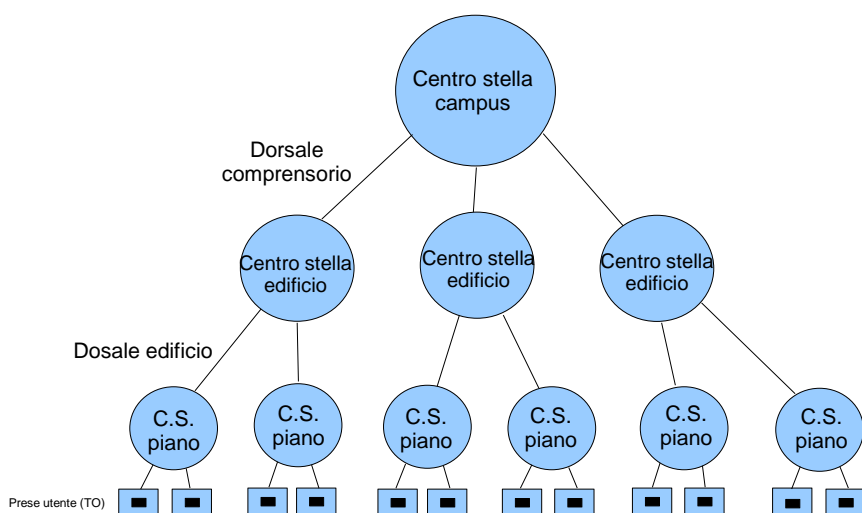 Centro stella
campus
Dorsale
comprensorio
Centro stella
edificio
Centro stella
edificio
Centro stella
edificio
Dosale edificio
C.S.
piano
C.S.
piano
C.S.
piano
C.S.
piano
C.S.
piano
C.S.
piano
Prese utente (TO)